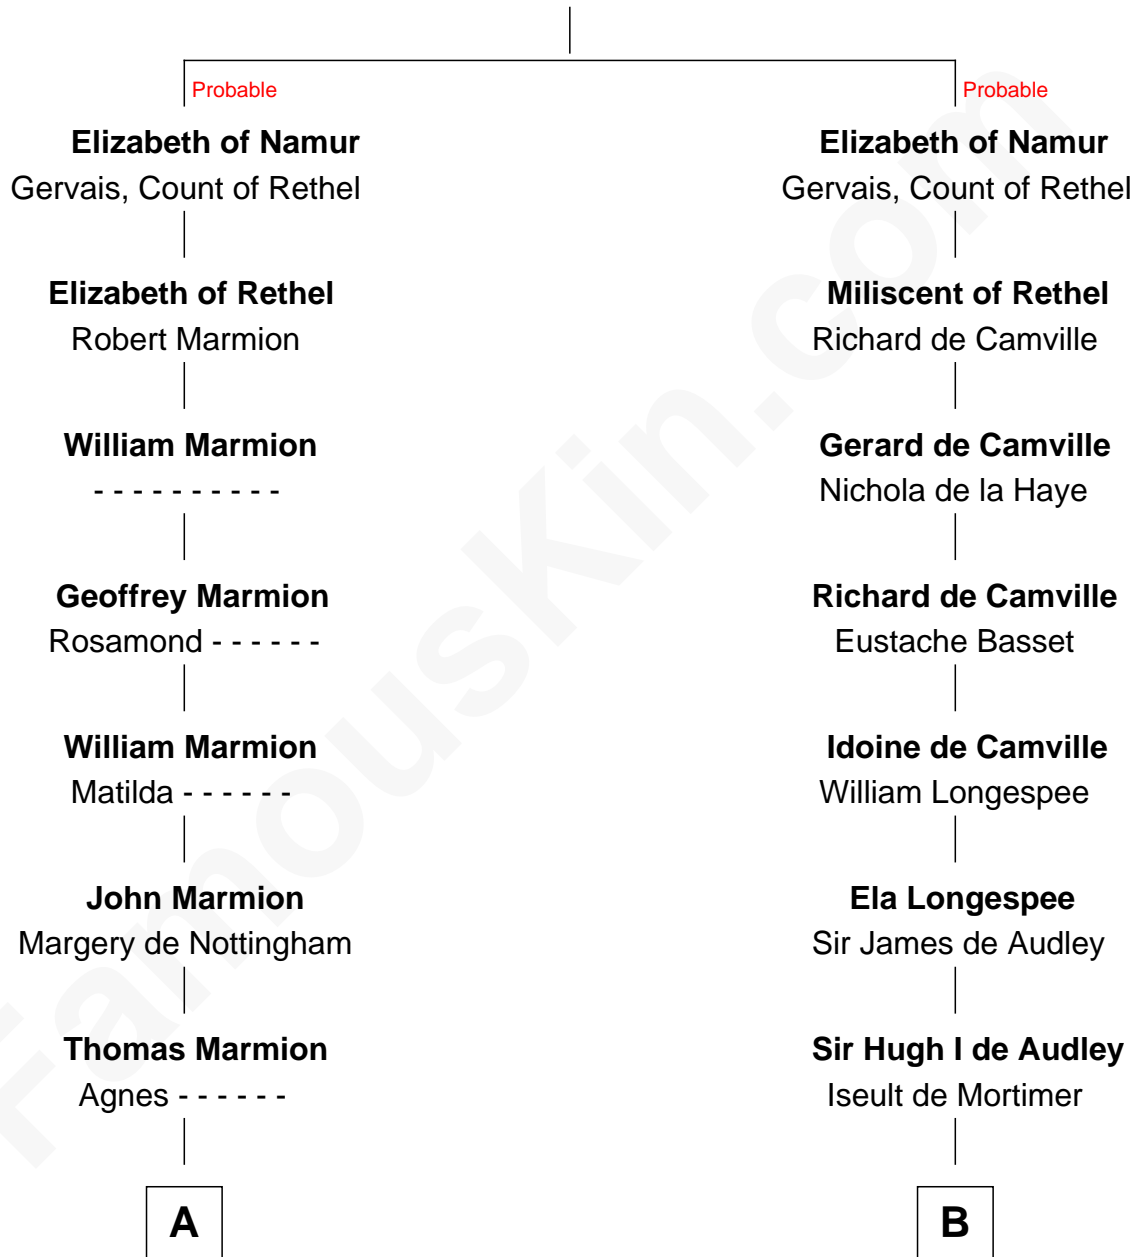 Probable
Elizabeth of Namur
Gervais, Count of Rethel
Elizabeth of Rethel
Robert Marmion
William Marmion
- - - - - - - - - -
Geoffrey Marmion
Rosamond - - - - - -
William Marmion
Matilda - - - - - -
John Marmion
Margery de Nottingham
Thomas Marmion
Agnes - - - - - -
A
Probable
Elizabeth of Namur
Gervais, Count of Rethel
Miliscent of Rethel
Richard de Camville
Gerard de Camville
Nichola de la Haye
Richard de Camville
Eustache Basset
Idoine de Camville
William Longespee
Ela Longespee
Sir James de Audley
Sir Hugh I de Audley
Iseult de Mortimer
B
FamousKin.com